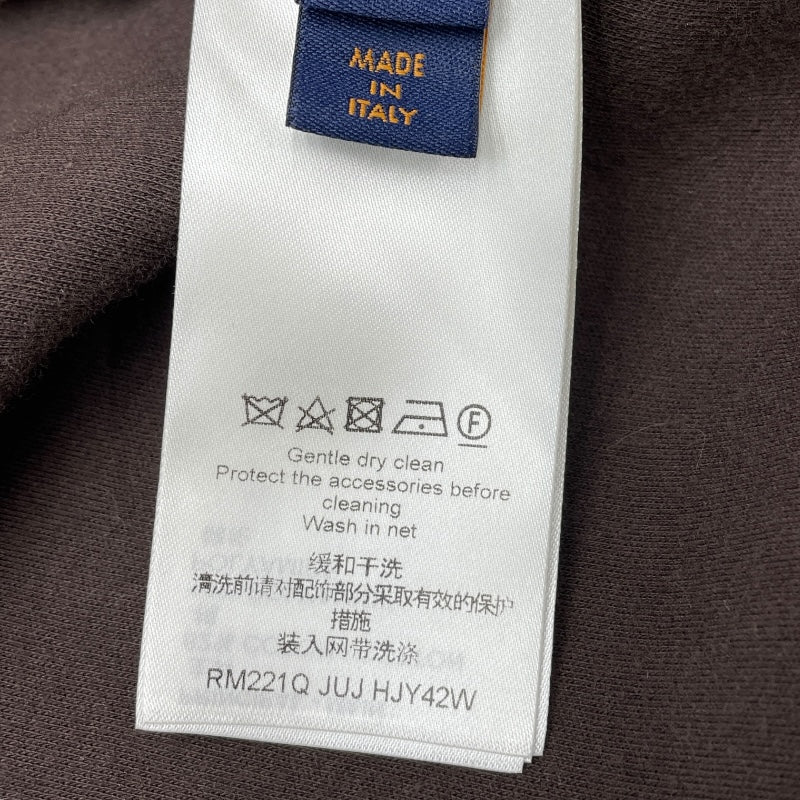 MADE
IN
ITALY
F
Gentle dry clean
Protect the accessories before
cleaning
Wash in net
缓和干洗
清洗前请对配饰部分采取有效的保护
措施
装入网带洗涤
RM221Q JUJ HJY42W